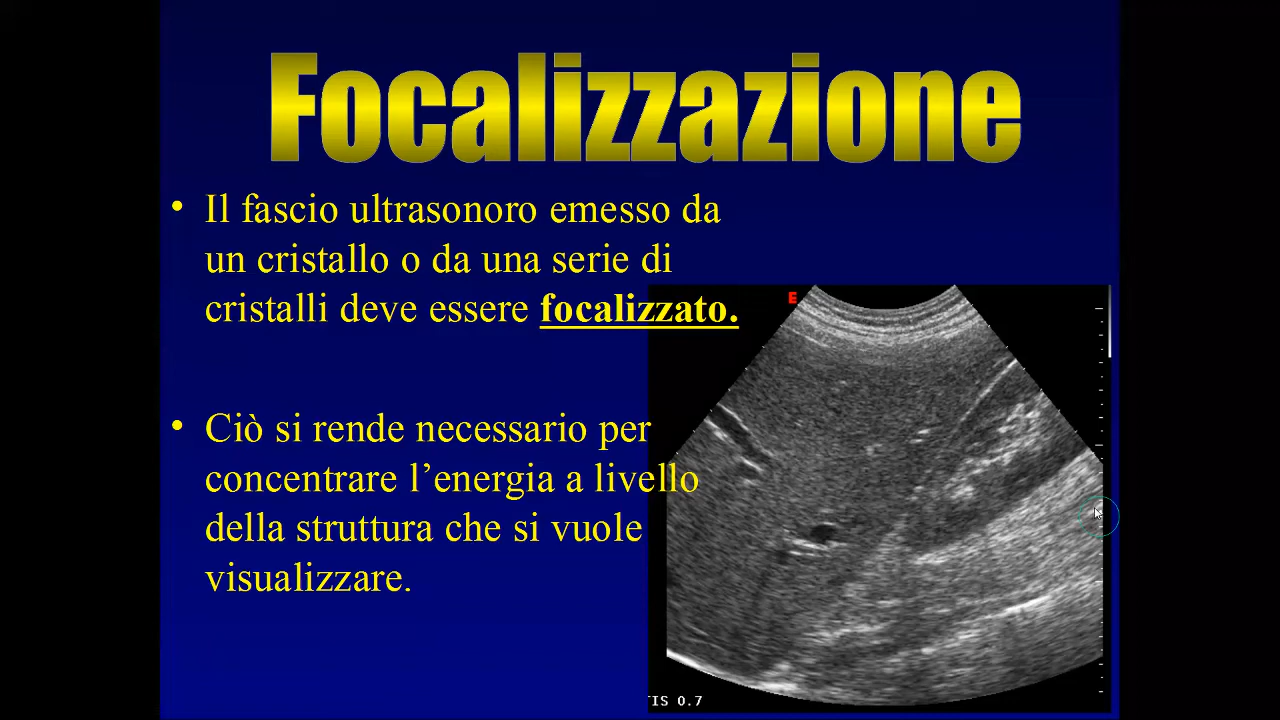 Focalizzazione
• Il fascio ultrasonoro emesso da
un cristallo o da una serie di
cristalli deve essere focalizzato.
• Ciò si rende necessario per
concentrare l’energia a livello
della struttura che si vuole
visualizzare.
E
TIS 0.7